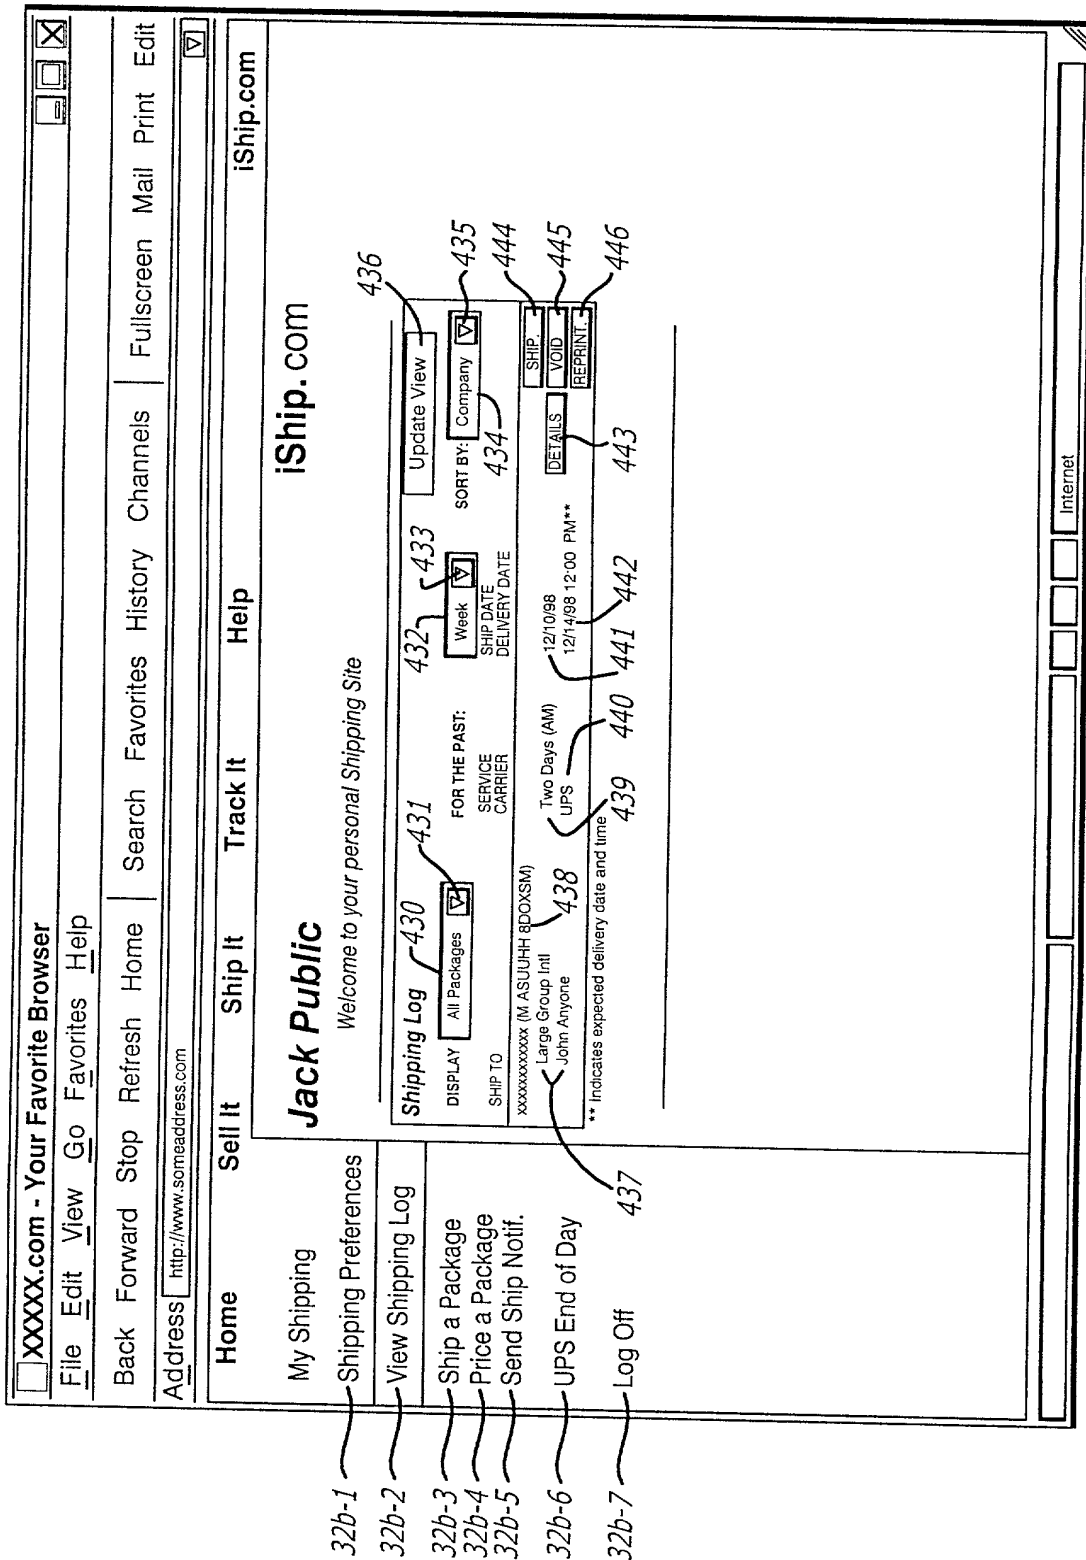 XXXXX.com - Your Favorite Browser
File Edit View Go Favorites Help
Back Forward Stop Refresh Home Search Favorites History Channels Fullscreen Mail Print Edit
Address http://www.someaddress.com
Home Sell It Ship It Track It Help iShip.com
My Shipping
32b-1 Shipping Preferences
32b-2 View Shipping Log
32b-3 Ship a Package
32b-4 Price a Package
32b-5 Send Ship Notif.
32b-6 UPS End of Day
32b-7 Log Off
Jack Public iShip.com
Welcome to your personal Shipping Site
436
Shipping Log 430 431 432 433 Update View 435
DISPLAY All Packages FOR THE PAST: Week SORT BY: Company
434
SHIP TO SERVICE SHIP DATE
CARRIER DELIVERY DATE
444
xxxxxxxxxxxx (M ASUUHH 8DOXSM) SHIP.
445
Large Group Intl Two Days (AM) 12/10/98 DETAILS VOID
John Anyone 438 UPS 12/14/98 12:00 PM** REPRINT.
446
** Indicates expected delivery date and time
437 439 440 441 442 443
Internet